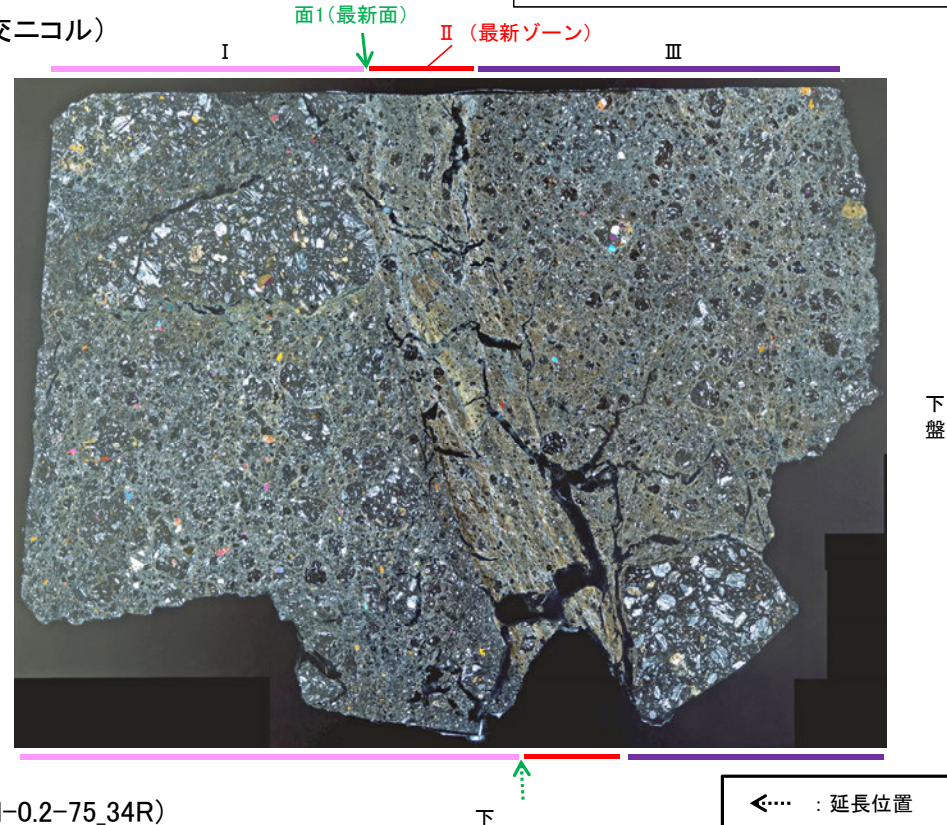 面1(最新面)
交ニコル)
Ⅱ (最新ゾーン)
Ⅰ
Ⅲ
下
盤
-0.2-75_34R)
下
: 延長位置